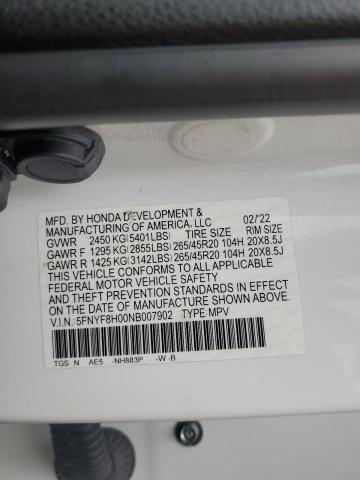 MFD. BY HONDA DEVELOPMENT & 02/22
MANUFACTURING OF AMERICA, LLC
GVWR 2450 KG(5401LBS) TIRE SIZE RIM SIZE
GAWR F 1295 KG(2855LBS) 265/45R20 104H 20X8.5J
GAWR R 1425 KG(3142LBS) 265/45R20 104H 20X8.5J
THIS VEHICLE CONFORMS TO ALL APPLICABLE
FEDERAL MOTOR VEHICLE SAFETY, BUMPER,
AND THEFT PREVENTION STANDARDS IN EFFECT
ON THE DATE OF MANUFACTURE SHOWN ABOVE.
V.I.N. 5FNYF8H00NB007902 TYPE: MPV
TGS N AE5 -NH883P -W -B